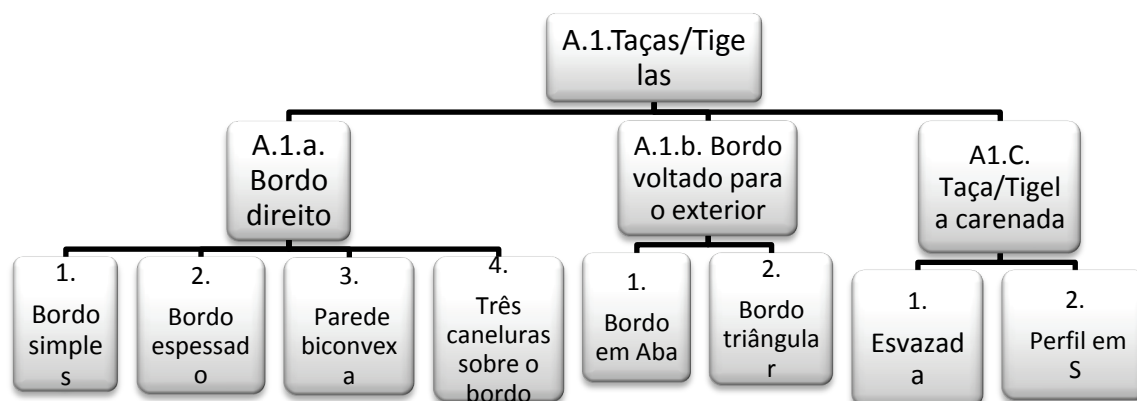 A.1.Taças/Tige
las
A.1.a.
Bordo
direito
A.1.b. Bordo
voltado para
o exterior
A1.C.
Taça/Tigel
a carenada
1.
Bordo
simple
s
2.
Bordo
espessad
o
3.
Parede
biconvex
a
4.
Três
caneluras
sobre o
bordo
1.
Bordo
em Aba
2.
Bordo
triângula
r
1.
Esvazad
a
2.
Perfil em
S